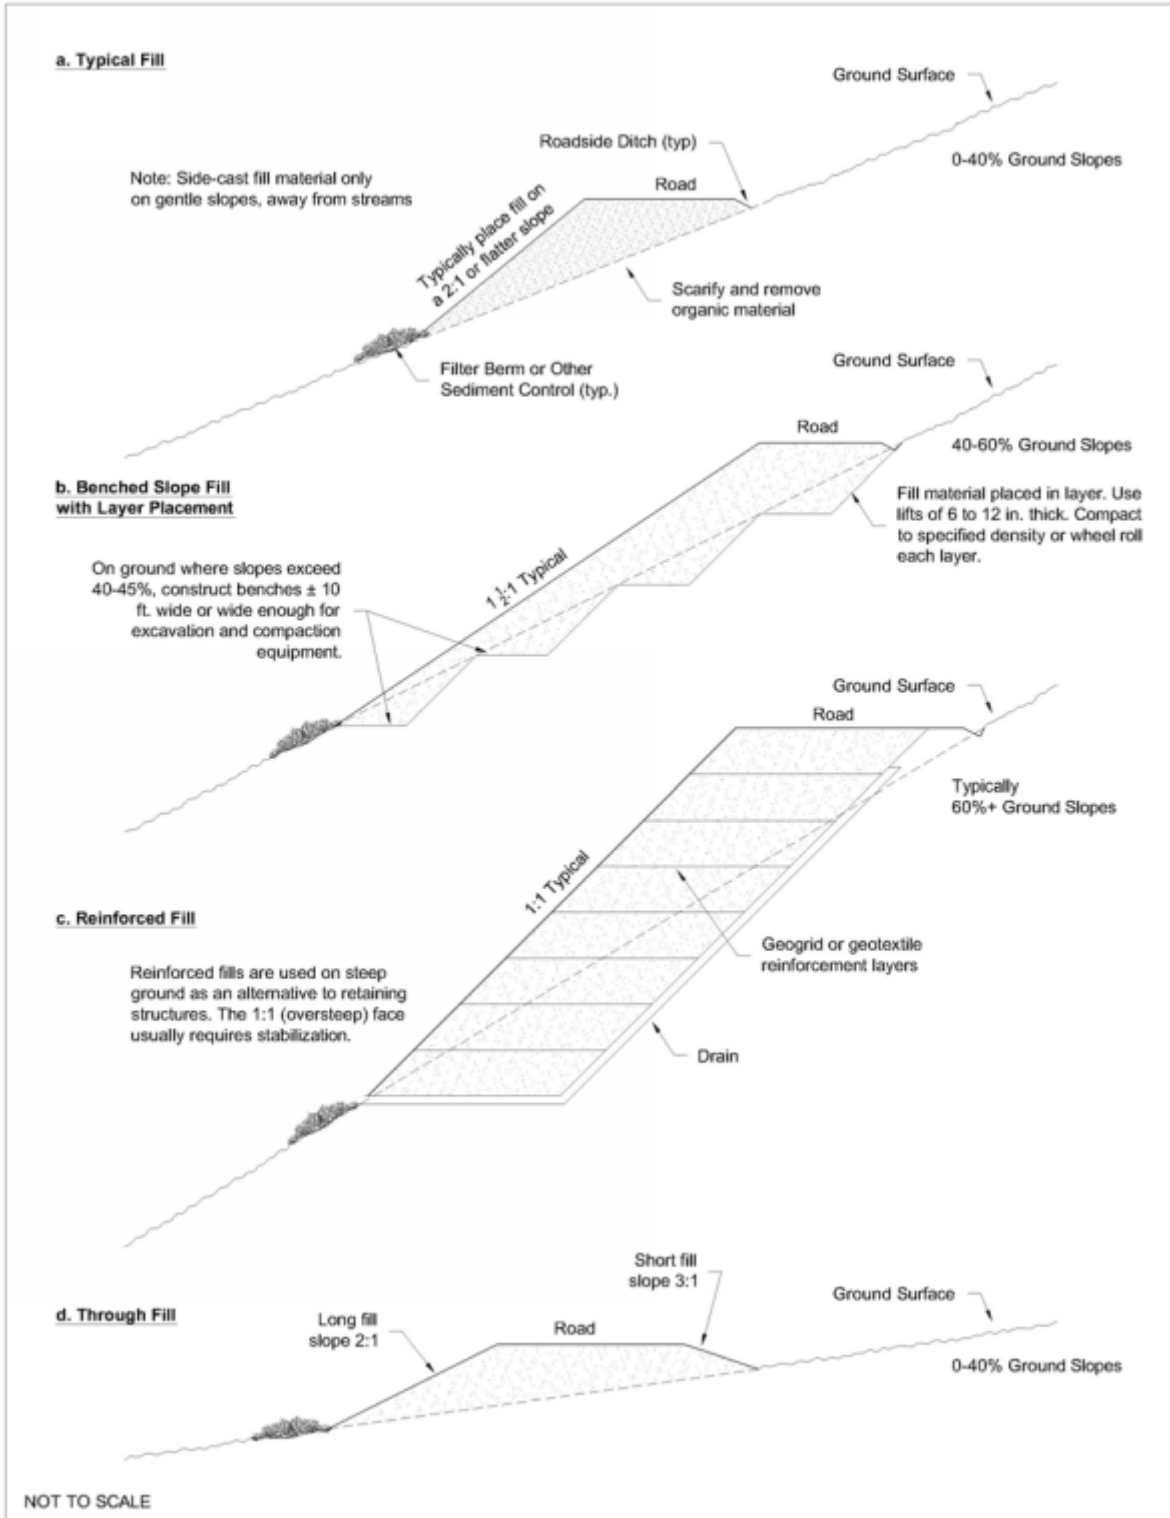 a. Typical Fill
Ground Surface
Roadside Ditch (typ)
0-40% Ground Slopes
Note: Side-cast fill material only
on gentle slopes, away from streams
Road
Typically place fill on
a 2:1 or flatter slope
Scarify and remove
organic material
Filter Berm or Other
Sediment Control (typ.)
Ground Surface
Road
40-60% Ground Slopes
b. Benched Slope Fill
with Layer Placement
Fill material placed in layer. Use
lifts of 6 to 12 in. thick. Compact
to specified density or wheel roll
each layer.
On ground where slopes exceed
40-45%, construct benches ± 10
ft. wide or wide enough for
excavation and compaction
equipment.
1 1/2:1 Typical
Ground Surface
Road
Typically
60%+ Ground Slopes
1:1 Typical
c. Reinforced Fill
Geogrid or geotextile
reinforcement layers
Reinforced fills are used on steep
ground as an alternative to retaining
structures. The 1:1 (oversteep) face
usually requires stabilization.
Drain
Short fill
slope 3:1
Ground Surface
d. Through Fill
Long fill
slope 2:1
Road
0-40% Ground Slopes
NOT TO SCALE